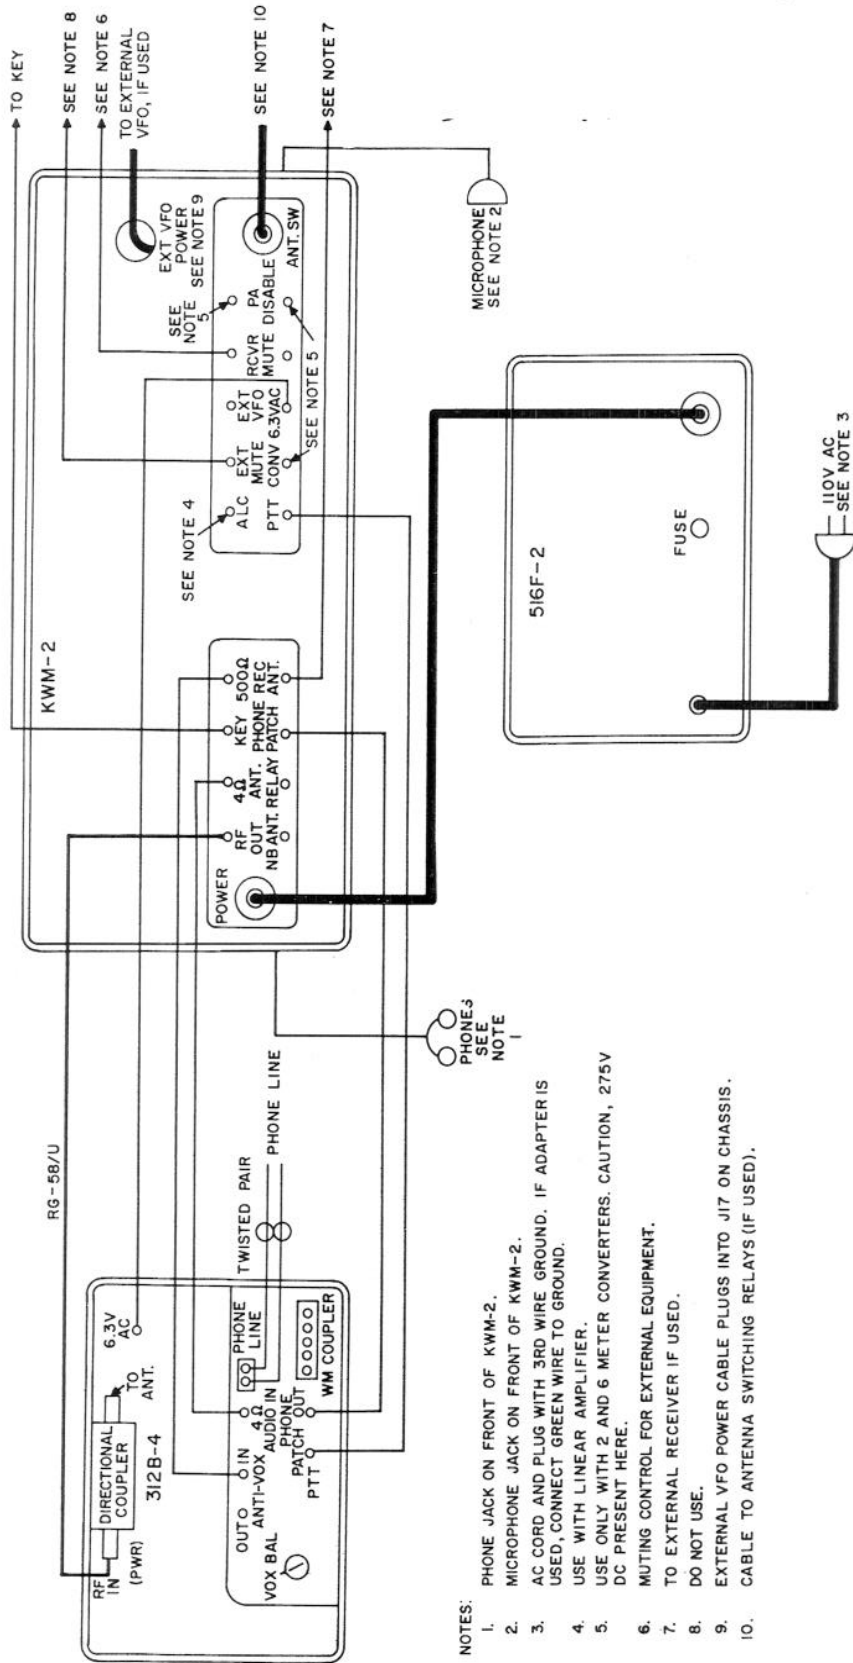 RG-58/U
TO KEY
SEE NOTE 8
SEE NOTE 6
TO EXTERNAL
VFO, IF USED
SEE NOTE 10
SEE NOTE 7
312B-4
RF
IN
(PWR)
DIRECTIONAL
COUPLER
TO
ANT.
6.3V
AC
VOX BAL
OUT
IN
ANTI-VOX
4Ω
AUDIO IN
PHONE
PATCH OUT
PTT
PHONE
LINE
WM COUPLER
TWISTED PAIR
PHONE LINE
KWM-2
POWER
RF
OUT
4Ω
KEY
500Ω
ANT.
PHONE
REC
NB ANT.
RELAY
PATCH
ANT.
SEE NOTE 4
ALC
EXT
MUTE
EXT
VFO
RCVR
MUTE
PA
DISABLE
PTT
CONV
6.3VAC
SEE
NOTE
5
SEE NOTE 5
EXT VFO
POWER
SEE NOTE 9
ANT. SW
PHONES
SEE
NOTE
1
MICROPHONE
SEE NOTE 2
516F-2
FUSE
110V AC
SEE NOTE 3
NOTES:
1. PHONE JACK ON FRONT OF KWM-2.
2. MICROPHONE JACK ON FRONT OF KWM-2.
3. AC CORD AND PLUG WITH 3RD WIRE GROUND. IF ADAPTER IS
USED, CONNECT GREEN WIRE TO GROUND.
4. USE WITH LINEAR AMPLIFIER.
5. USE ONLY WITH 2 AND 6 METER CONVERTERS. CAUTION, 275V
DC PRESENT HERE.
6. MUTING CONTROL FOR EXTERNAL EQUIPMENT.
7. TO EXTERNAL RECEIVER IF USED.
8. DO NOT USE.
9. EXTERNAL VFO POWER CABLE PLUGS INTO J17 ON CHASSIS.
10. CABLE TO ANTENNA SWITCHING RELAYS (IF USED).